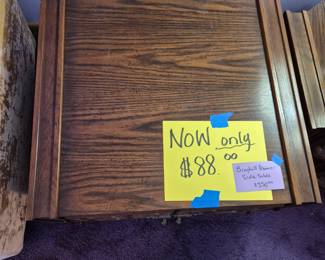 NOW only
$88.00
Broyhill
Side Table